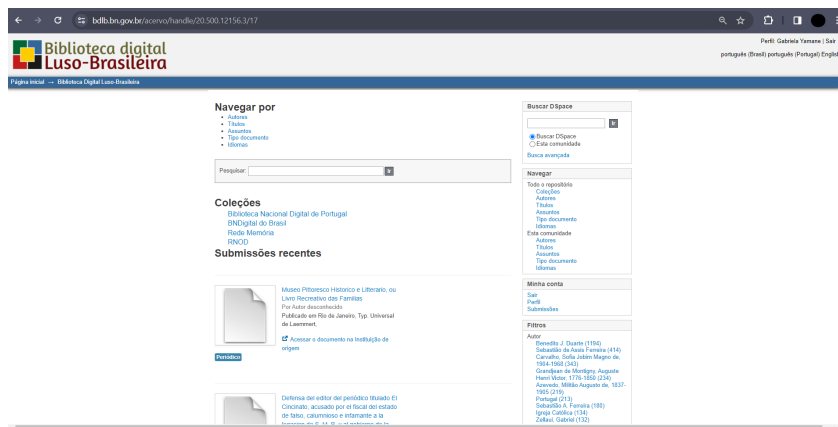 bdlb.bn.gov.br/acervo/handle/20.500.12156.3/17
Biblioteca digital
Luso-Brasileira
Perfil: Gabriela Yamane | Sair
português (Brasil) português (Portugal) English
Página inicial → Biblioteca Digital Luso-Brasileira
Navegar por
Autores
Títulos
Assuntos
Tipo documento
Idiomas
Pesquisar: Ir
Coleções
Biblioteca Nacional Digital de Portugal
BNDigital do Brasil
Rede Memória
RNOD
Submissões recentes
Museo Pittoresco Historico e Litterario, ou
Livro Recreativo das Familias
Por Autor desconhecido
Publicado em Rio de Janeiro, Typ. Universal
de Laemmert,
Acessar o documento na Instituição de
origem
Periódico
Defensa del editor del periódico titulado El
Cincinato, acusado por el fiscal del estado
de falso, calumnioso e infamante a la
Buscar DSpace
Ir
Buscar DSpace
Esta comunidade
Busca avançada
Navegar
Todo o repositório
Coleções
Autores
Títulos
Assuntos
Tipo documento
Idiomas
Esta comunidade
Autores
Títulos
Assuntos
Tipo documento
Idiomas
Minha conta
Sair
Perfil
Submissões
Filtros
Autor
Benedito J. Duarte (1194)
Sebastião de Assis Ferreira (414)
Carvalho, Sofia Jobim Magno de,
1904-1968 (343)
Grandjean de Montigny, Auguste
Henri Victor, 1776-1850 (234)
Azevedo, Militão Augusto de, 1837-
1905 (219)
Portugal (213)
Sebastião A. Ferreira (180)
Igreja Católica (134)
Zellaui, Gabriel (132)